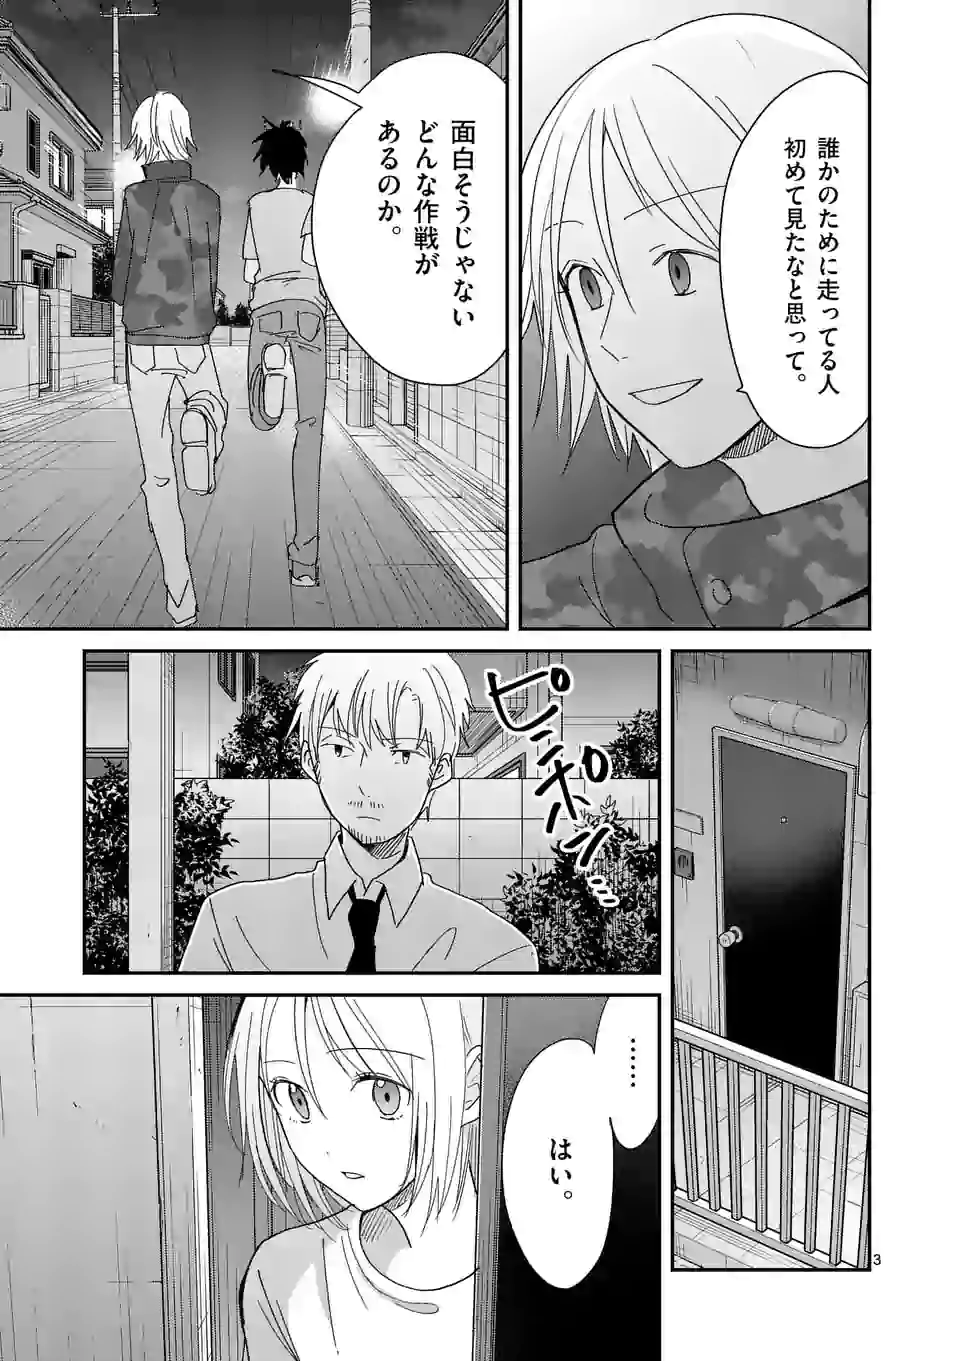 誰かのために走ってる人
初めて見たなと思って。
面白そうじゃない
どんな作戦が
あるのか。
ピンポーン…
……
はい。
3